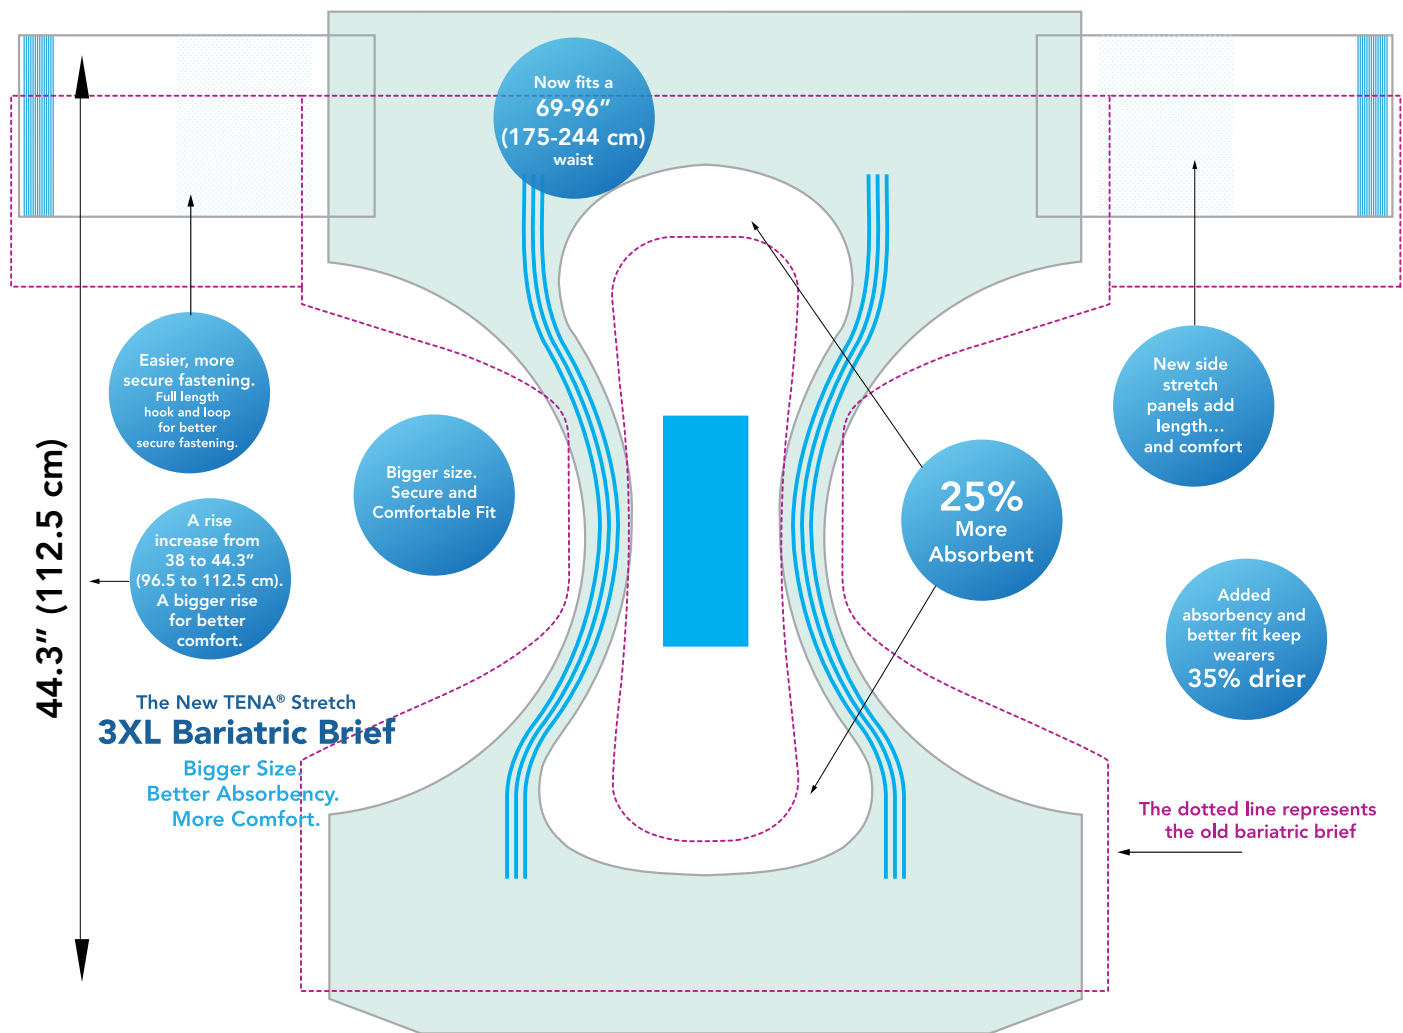 Now fits a
69-96”
(175-244 cm)
waist
Easier, more
secure fastening.
Full length
hook and loop
for better
secure fastening.
New side
stretch
panels add
length...
and comfort
Bigger size.
Secure and
Comfortable Fit
25%
More
Absorbent
44.3” (112.5 cm)
A rise
increase from
38 to 44.3”
(96.5 to 112.5 cm).
A bigger rise
for better
comfort.
Added
absorbency and
better fit keep
wearers
35% drier
The New TENA® Stretch
3XL Bariatric Brief
Bigger Size.
Better Absorbency.
More Comfort.
The dotted line represents
the old bariatric brief